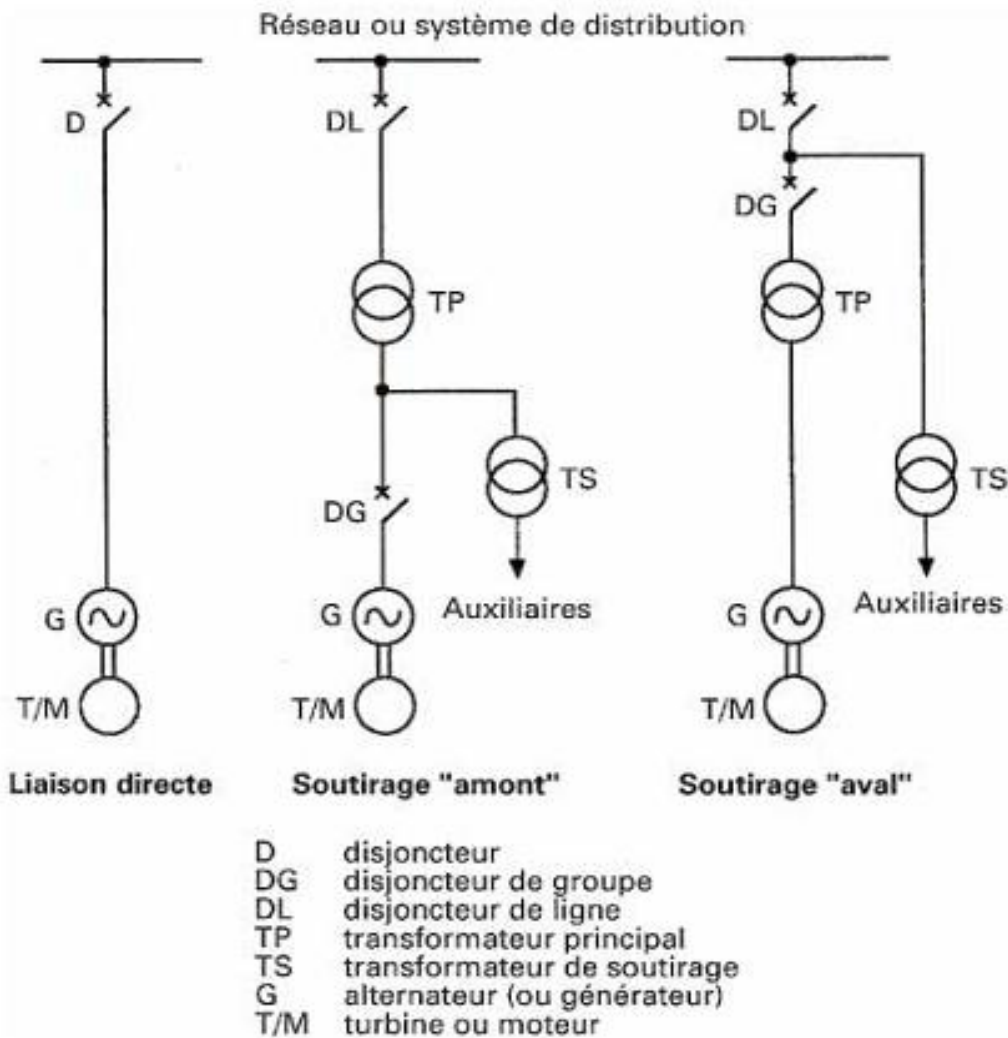 Réseau ou système de distribution
D
DL
DL
DG
TP
TP
TS
TS
DG
Auxiliaires
Auxiliaires
G
G
G
T/M
T/M
T/M
Liaison directe
Soutirage "amont"
Soutirage "aval"
D disjoncteur
DG disjoncteur de groupe
DL disjoncteur de ligne
TP transformateur principal
TS transformateur de soutirage
G alternateur (ou générateur)
T/M turbine ou moteur